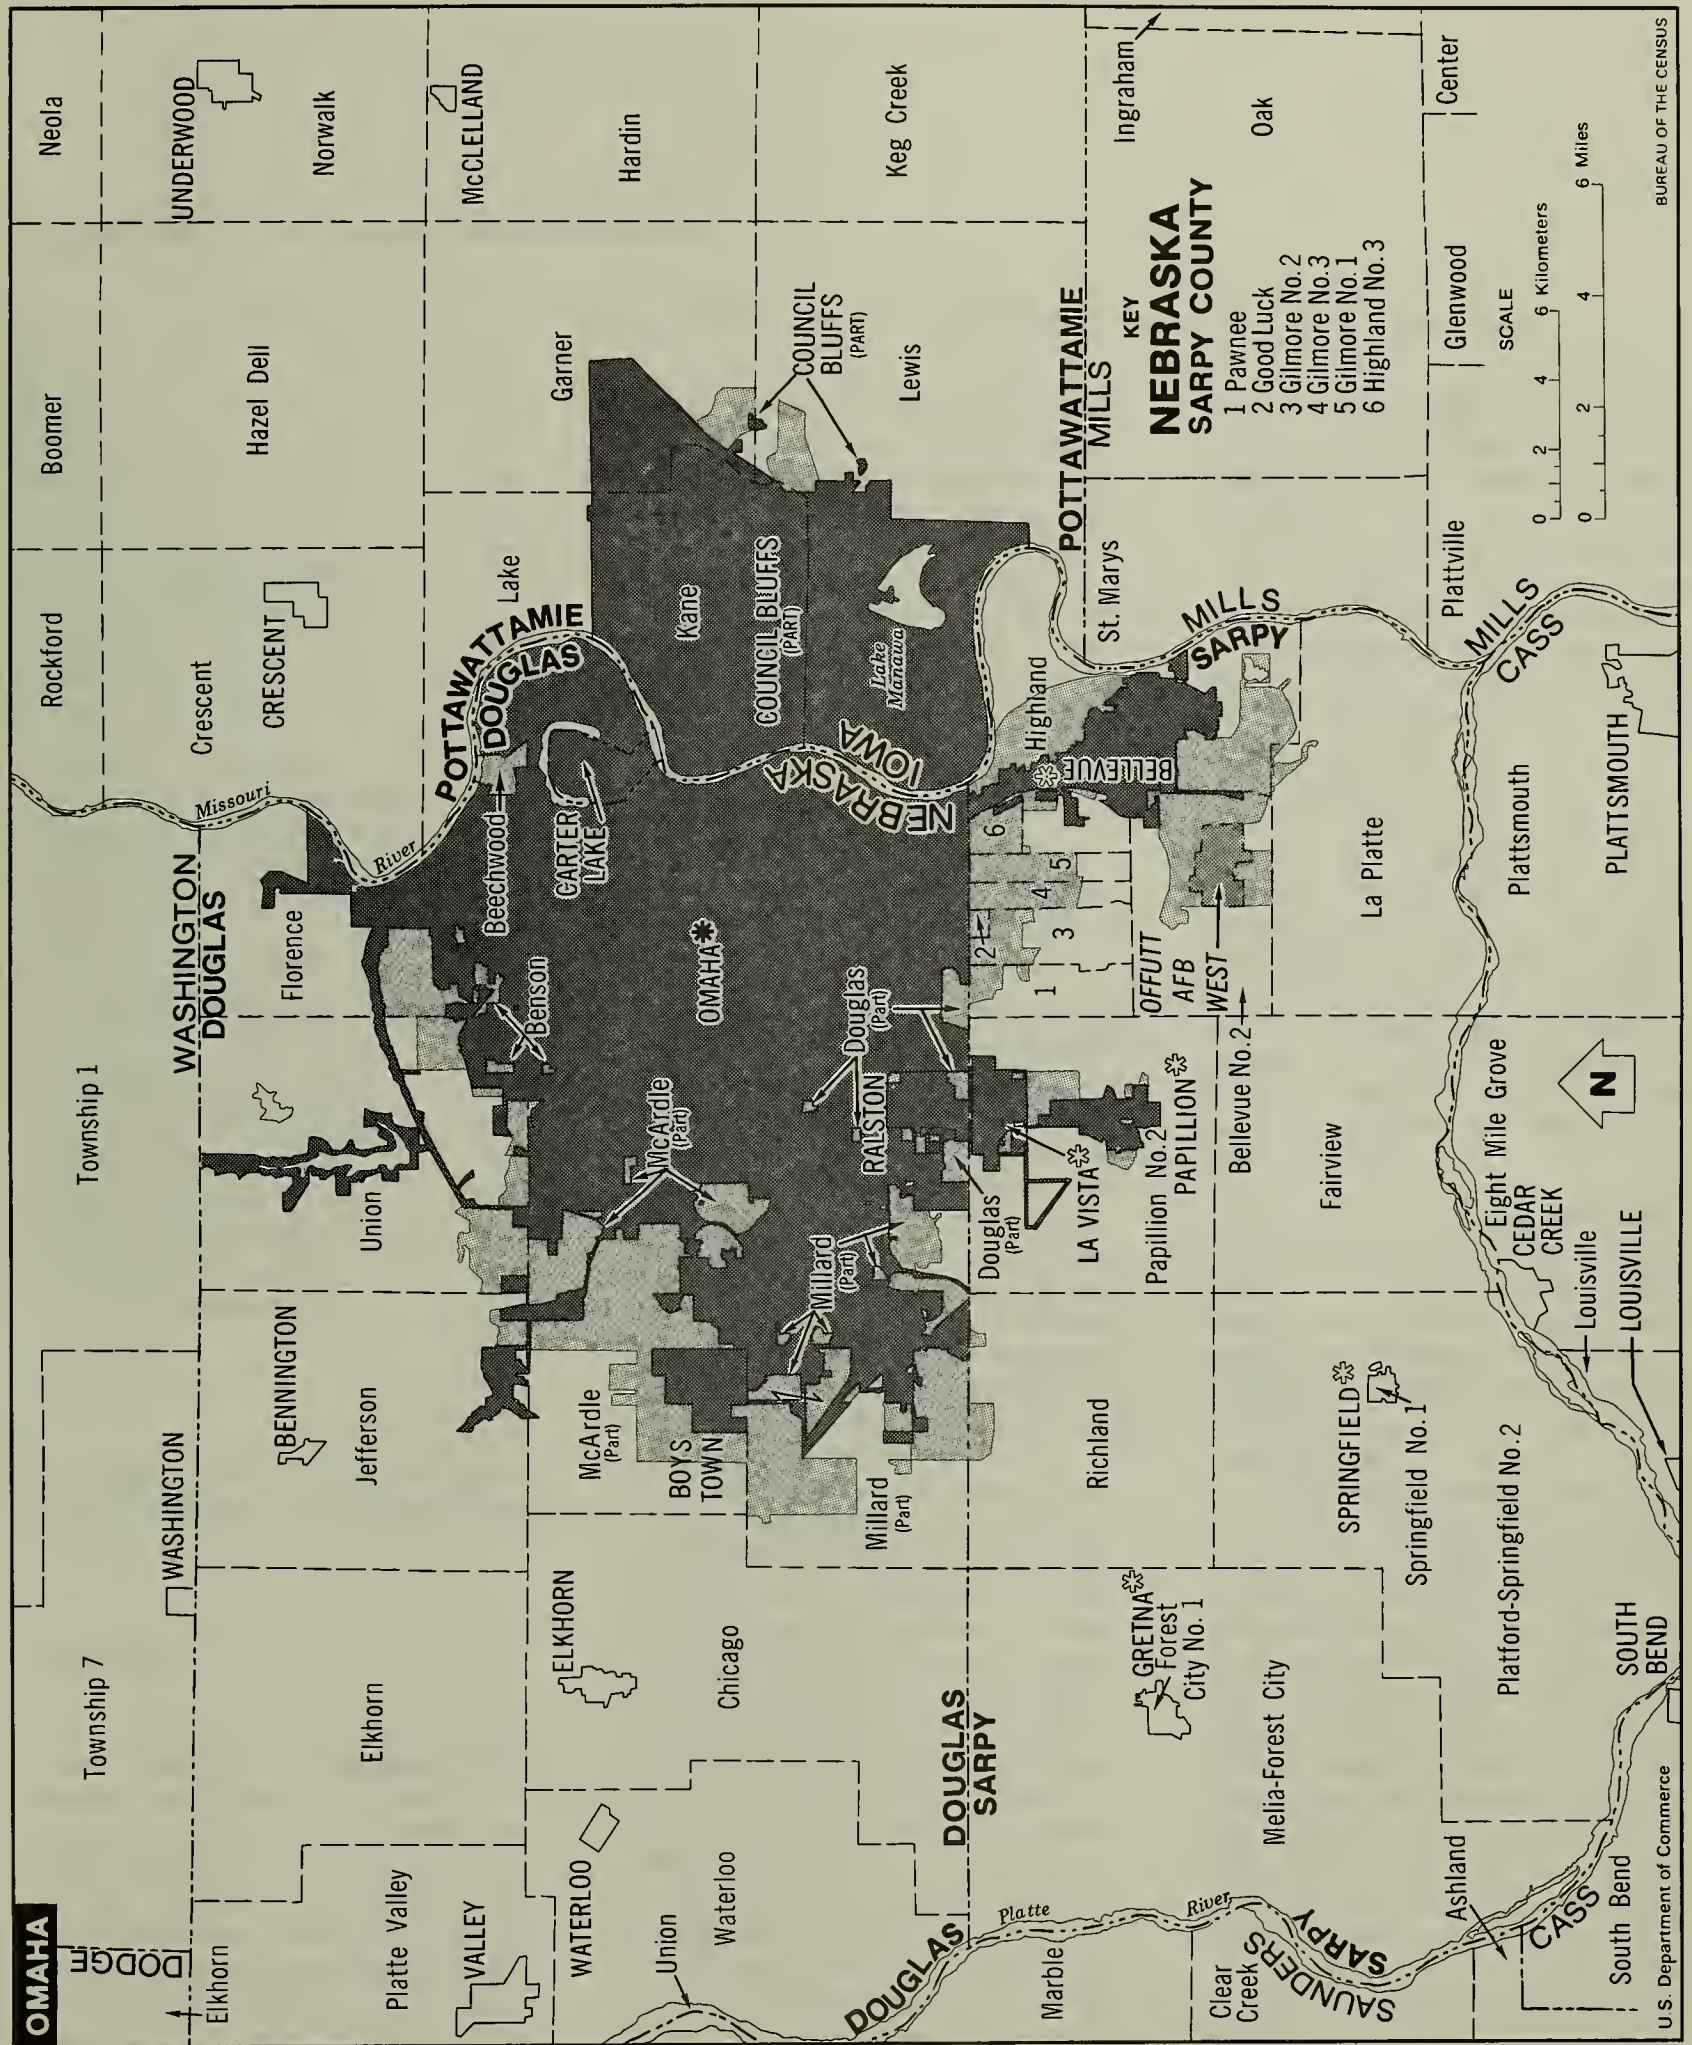 OMAHA
DODGE
Elkhorn
Township 7
WASHINGTON
Township 1
WASHINGTON
DOUGLAS
Missouri
River
Rockford
Boomer
Neola
Platte Valley
VALLEY
Elkhorn
BENNINGTON
Jefferson
Union
Florence
Crescent
CRESCENT
Hazel Dell
UNDERWOOD
Norwalk
POTTAWATTAMIE
DOUGLAS
Lake
McCLELLAND
WATERLOO
Union
Waterloo
ELKHORN
Chicago
McArdle
(Part)
BOYS
TOWN
Millard
(Part)
McArdle
(Part)
Millard
(Part)
Benson
Beechwood
CARTER
LAKE
OMAHA
Douglas
(Part)
Douglas
(Part)
RALSTON
Kane
COUNCIL BLUFFS
(PART)
Lake
Manawa
NEBRASKA
IOWA
Garner
COUNCIL
BLUFFS
(PART)
Lewis
Hardin
Keg Creek
DOUGLAS
DOUGLAS
SARPY
Platte
River
Marble
Clear
Creek
SAUNDERS
SARPY
GRETNA
Forest
City No. 1
Melia-Forest City
Richland
Douglas
(Part)
LA VISTA
Papillion No.2
PAPILLION
Bellevue No.2
Fairview
1
2
3
4
5
6
OFFUTT
AFB
WEST
Highland
BELLEVUE
La Platte
MILLS
SARPY
St. Marys
POTTAWATTAMIE
MILLS
Ingraham
Oak
KEY
NEBRASKA
SARPY COUNTY
1 Pawnee
2 Good Luck
3 Gilmore No. 2
4 Gilmore No. 3
5 Gilmore No. 1
6 Highland No. 3
Ashland
CASS
South Bend
SOUTH
BEND
Platford-Springfield No. 2
SPRINGFIELD
Springfield No. 1
LOUISVILLE
Louisville
CEDAR
CREEK
Eight Mile Grove
N
Plattsmouth
PLATTSMOUTH
MILLS
CASS
Plattville
Glenwood
Center
SCALE
0 2 4 6 Kilometers
0 2 4 6 Miles
U.S. Department of Commerce
BUREAU OF THE CENSUS